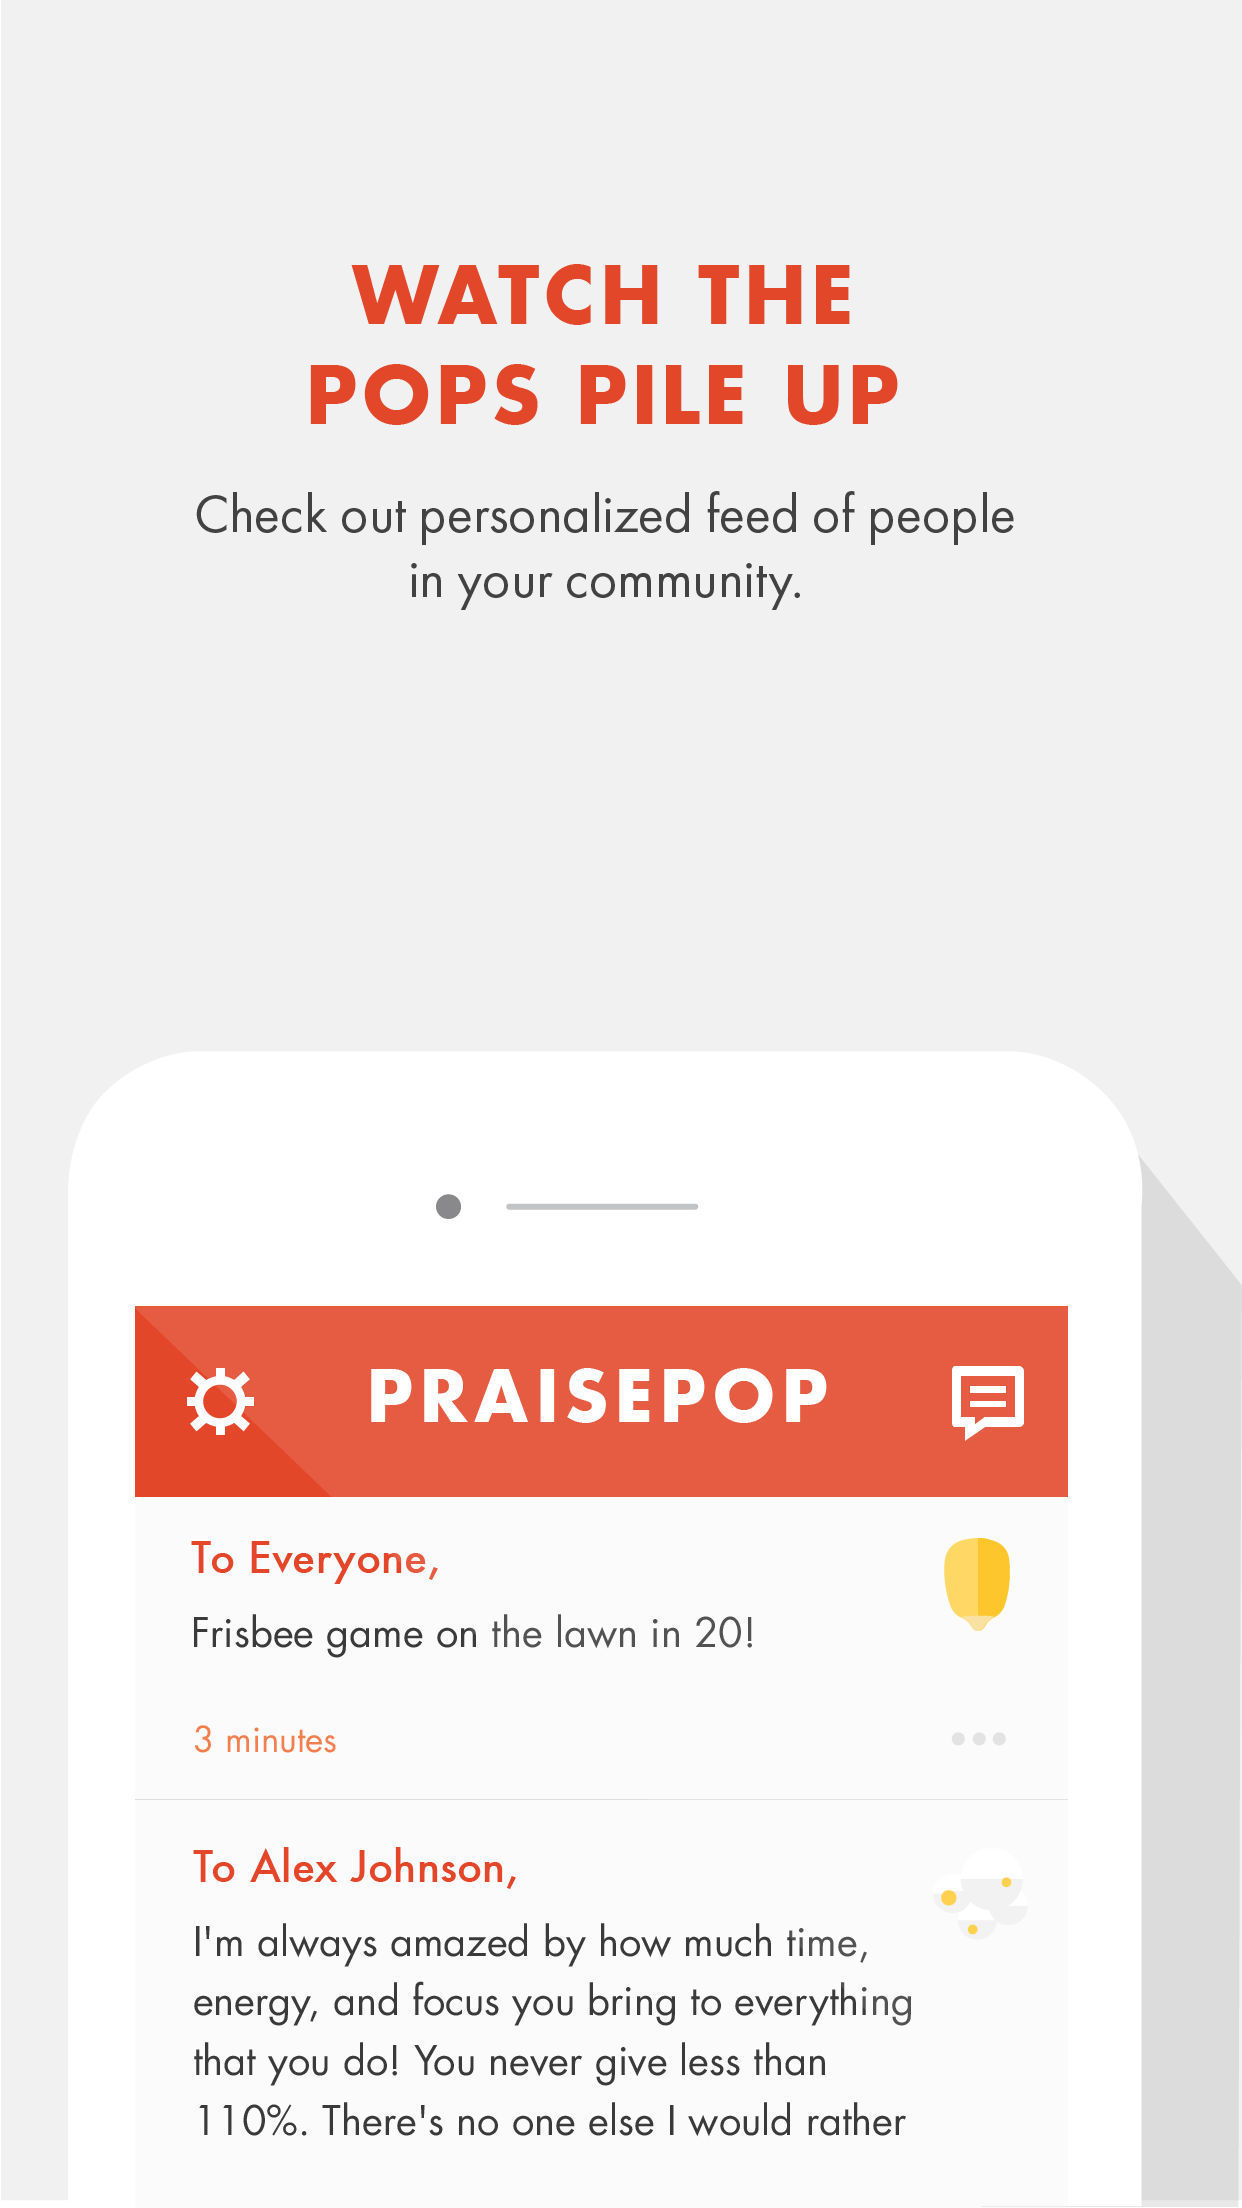 WATCH THE
POPS PILE UP
Check out personalized feed of people
in your community.
PRAISEPOP
To Everyone,
Frisbee game on the lawn in 20!
3 minutes
To Alex Johnson,
I'm always amazed by how much time,
energy, and focus you bring to everything
that you do! You never give less than
110%. There's no one else I would rather